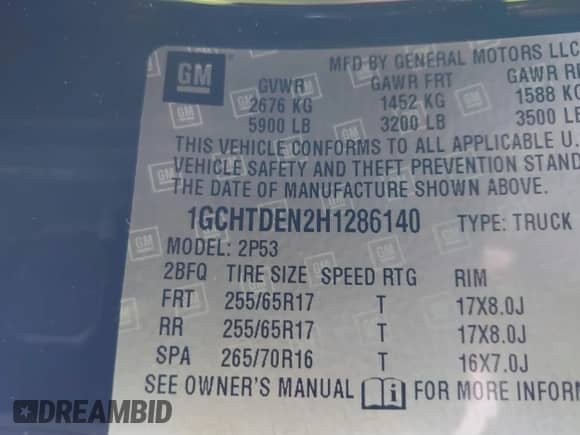 GM
MFD BY GENERAL MOTORS LLC
GVWR GAWR FRT GAWR RR
2676 KG 1452 KG 1588 KG
5900 LB 3200 LB 3500 LB
THIS VEHICLE CONFORMS TO ALL APPLICABLE U.
VEHICLE SAFETY AND THEFT PREVENTION STAND
THE DATE OF MANUFACTURE SHOWN ABOVE.
1GCHTDEN2H1286140 TYPE: TRUCK
MODEL: 2P53
2BFQ TIRE SIZE SPEED RTG RIM
FRT 255/65R17 T 17X8.0J
RR 255/65R17 T 17X8.0J
SPA 265/70R16 T 16X7.0J
SEE OWNER'S MANUAL FOR MORE INFORM
DREAMBID